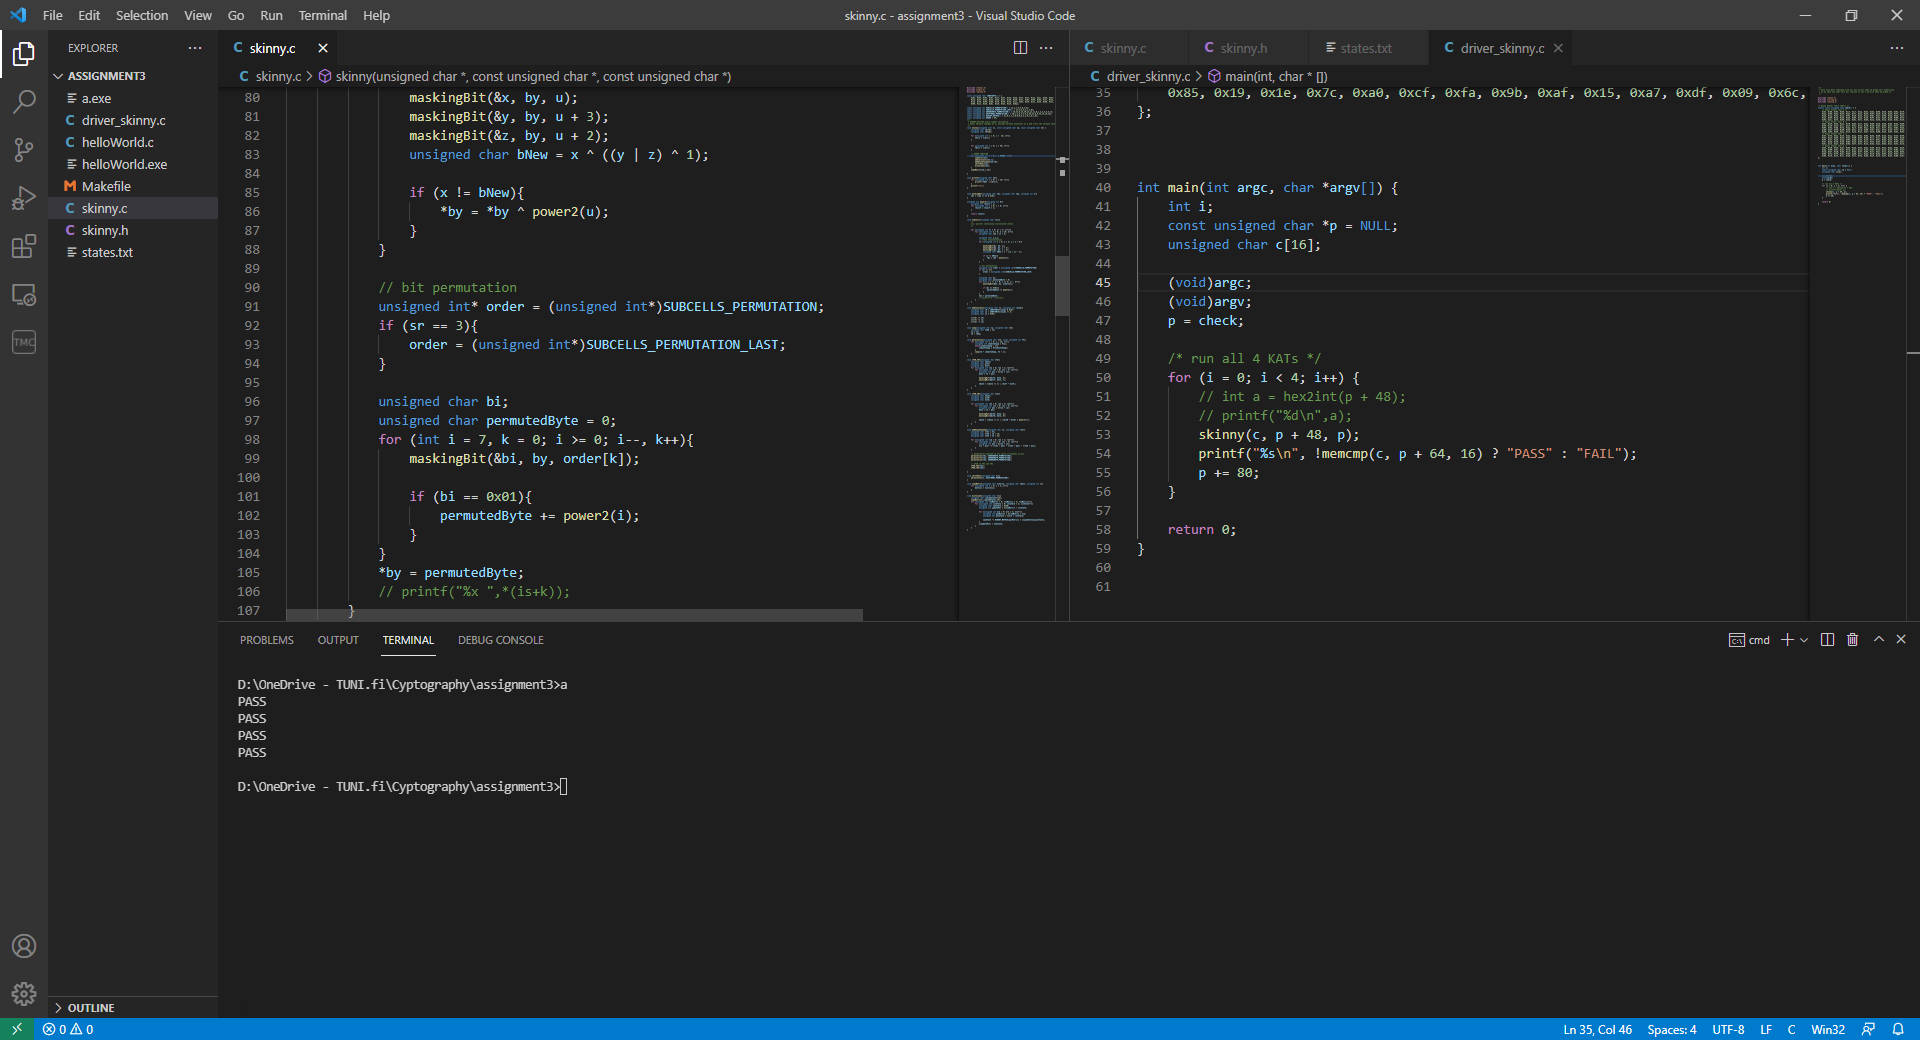 File Edit Selection View Go Run Terminal Help
skinny.c - assignment3 - Visual Studio Code
EXPLORER
ASSIGNMENT3
a.exe
driver_skinny.c
helloWorld.c
helloWorld.exe
Makefile
skinny.c
skinny.h
states.txt
TMC
OUTLINE
skinny.c
skinny.c > skinny(unsigned char *, const unsigned char *, const unsigned char *)
80 maskingBit(&x, by, u);
81 maskingBit(&y, by, u + 3);
82 maskingBit(&z, by, u + 2);
83 unsigned char bNew = x ^ ((y | z) ^ 1);
84
85 if (x != bNew){
86 *by = *by ^ power2(u);
87 }
88 }
89
90 // bit permutation
91 unsigned int* order = (unsigned int*)SUBCELLS_PERMUTATION;
92 if (sr == 3){
93 order = (unsigned int*)SUBCELLS_PERMUTATION_LAST;
94 }
95
96 unsigned char bi;
97 unsigned char permutedByte = 0;
98 for (int i = 7, k = 0; i >= 0; i--, k++){
99 maskingBit(&bi, by, order[k]);
100
101 if (bi == 0x01){
102 permutedByte += power2(i);
103 }
104 }
105 *by = permutedByte;
106 // printf("%x ",*(is+k));
107 }
skinny.c skinny.h states.txt driver_skinny.c
driver_skinny.c > main(int, char * [])
35 0x85, 0x19, 0x1e, 0x7c, 0xa0, 0xcf, 0xfa, 0x9b, 0xaf, 0x15, 0xa7, 0xdf, 0x09, 0x6c,
36 };
37
38
39
40 int main(int argc, char *argv[]) {
41 int i;
42 const unsigned char *p = NULL;
43 unsigned char c[16];
44
45 (void)argc;
46 (void)argv;
47 p = check;
48
49 /* run all 4 KATs */
50 for (i = 0; i < 4; i++) {
51 // int a = hex2int(p + 48);
52 // printf("%d\n",a);
53 skinny(c, p + 48, p);
54 printf("%s\n", !memcmp(c, p + 64, 16) ? "PASS" : "FAIL");
55 p += 80;
56 }
57
58 return 0;
59 }
60
61
PROBLEMS OUTPUT TERMINAL DEBUG CONSOLE
cmd
D:\OneDrive - TUNI.fi\Cyptography\assignment3>a
PASS
PASS
PASS
PASS
D:\OneDrive - TUNI.fi\Cyptography\assignment3>
0 0
Ln 35, Col 46 Spaces: 4 UTF-8 LF C Win32